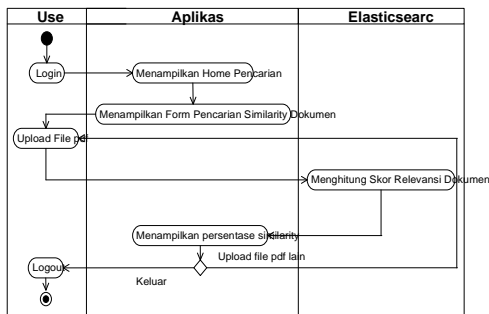 Use
Aplikas
Elasticsearc
Login
Menampilkan Home Pencarian
Menampilkan Form Pencarian Similarity Dokumen
Upload File pdf
Menghitung Skor Relevansi Dokumen
Menampilkan persentase similarity
Upload file pdf lain
Logout
Keluar